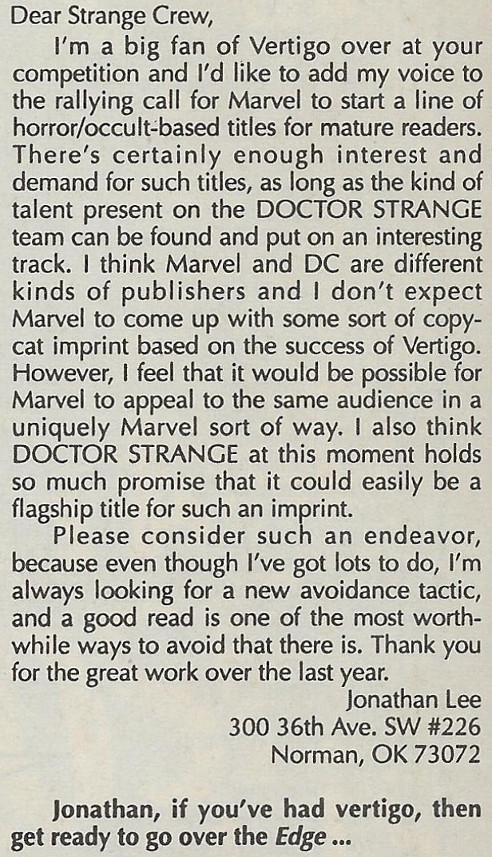 Dear Strange Crew,
I'm a big fan of Vertigo over at your
competition and I'd like to add my voice to
the rallying call for Marvel to start a line of
horror/occult-based titles for mature readers.
There's certainly enough interest and
demand for such titles, as long as the kind of
talent present on the DOCTOR STRANGE
team can be found and put on an interesting
track. I think Marvel and DC are different
kinds of publishers and I don't expect
Marvel to come up with some sort of copy-
cat imprint based on the success of Vertigo.
However, I feel that it would be possible for
Marvel to appeal to the same audience in a
uniquely Marvel sort of way. I also think
DOCTOR STRANGE at this moment holds
so much promise that it could easily be a
flagship title for such an imprint.
Please consider such an endeavor,
because even though I've got lots to do, I'm
always looking for a new avoidance tactic,
and a good read is one of the most worth-
while ways to avoid that there is. Thank you
for the great work over the last year.
Jonathan Lee
300 36th Ave. SW #226
Norman, OK 73072
Jonathan, if you've had vertigo, then
get ready to go over the Edge ...